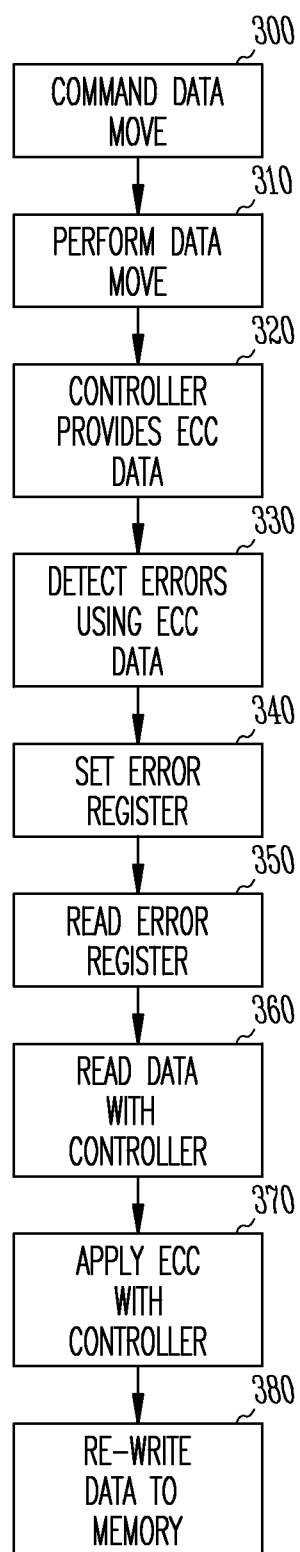 300
COMMAND DATA
MOVE
310
PERFORM DATA
MOVE
320
CONTROLLER
PROVIDES ECC
DATA
330
DETECT ERRORS
USING ECC
DATA
340
SET ERROR
REGISTER
350
READ ERROR
REGISTER
360
READ DATA
WITH
CONTROLLER
370
APPLY ECC
WITH
CONTROLLER
380
RE-WRITE
DATA TO
MEMORY